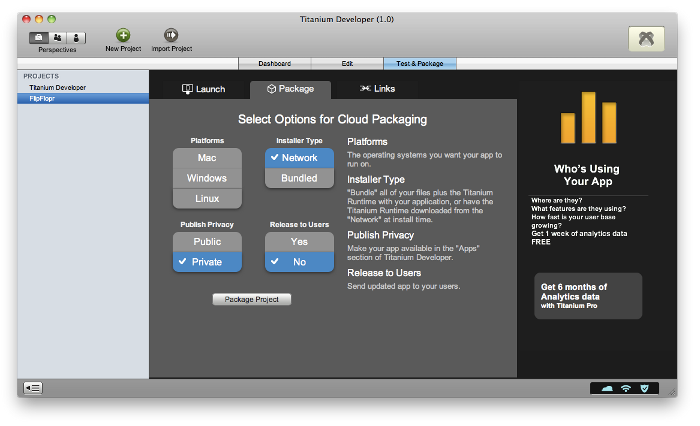 Titanium Developer (1.0)
Perspectives
New Project
Import Project
Dashboard
Edit
Test & Package
PROJECTS
Titanium Developer
FlipFlopr
Launch
Package
Links
Select Options for Cloud Packaging
Platforms
Mac
Windows
Linux
Installer Type
Network
Bundled
Publish Privacy
Public
Private
Release to Users
Yes
No
Package Project
Platforms
The operating systems you want your app to
run on.
Installer Type
"Bundle" all of your files plus the Titanium
Runtime with your application, or have the
Titanium Runtime downloaded from the
"Network" at install time.
Publish Privacy
Make your app available in the "Apps"
section of Titanium Developer.
Release to Users
Send updated app to your users.
Who's Using
Your App
Where are they?
What features are they using?
How fast is your user base
growing?
Get 1 week of analytics data
FREE
Get 6 months of
Analytics data
with Titanium Pro